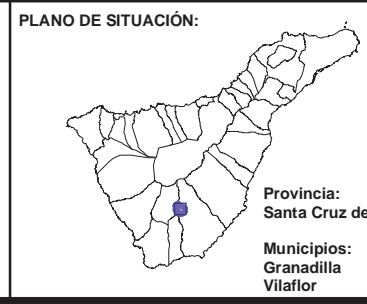 PLANO DE SITUACIÓN:
Provincia:
Santa Cruz de
Municipios:
Granadilla
Vilaflor